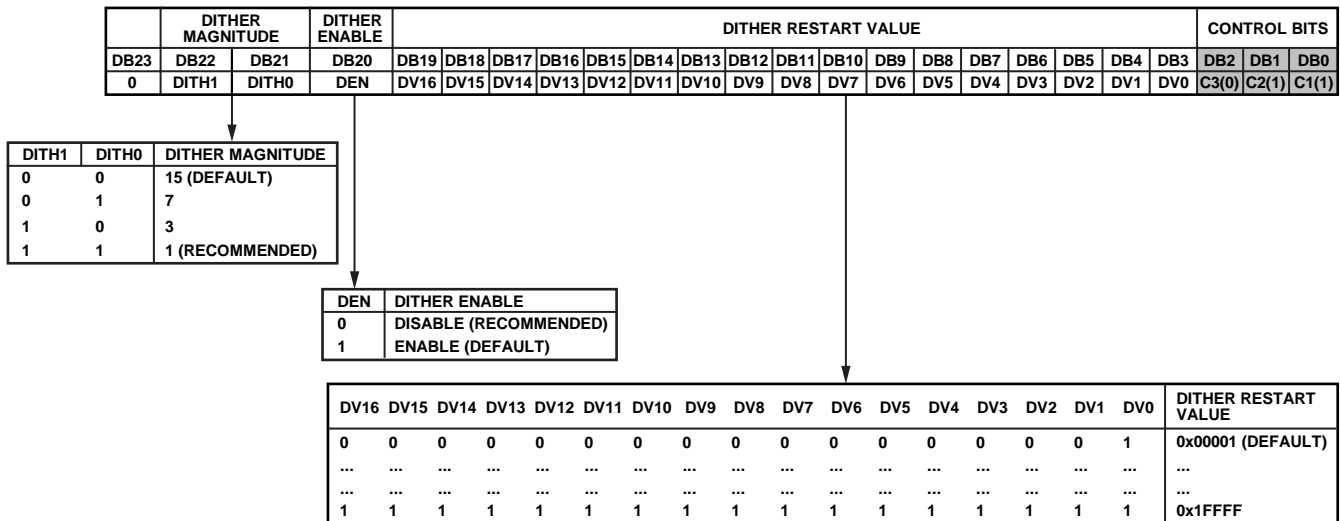 DITHER MAGNITUDE DITHER ENABLE DITHER RESTART VALUE CONTROL BITS
DB23 DB22 DB21 DB20 DB19 DB18 DB17 DB16 DB15 DB14 DB13 DB12 DB11 DB10 DB9 DB8 DB7 DB6 DB5 DB4 DB3 DB2 DB1 DB0
0 DITH1 DITH0 DEN DV16 DV15 DV14 DV13 DV12 DV11 DV10 DV9 DV8 DV7 DV6 DV5 DV4 DV3 DV2 DV1 DV0 C3(0) C2(1) C1(1)
DITH1 DITH0 DITHER MAGNITUDE
0 0 15 (DEFAULT)
0 1 7
1 0 3
1 1 1 (RECOMMENDED)
DEN DITHER ENABLE
0 DISABLE (RECOMMENDED)
1 ENABLE (DEFAULT)
DV16 DV15 DV14 DV13 DV12 DV11 DV10 DV9 DV8 DV7 DV6 DV5 DV4 DV3 DV2 DV1 DV0 DITHER RESTART VALUE
0 0 0 0 0 0 0 0 0 0 0 0 0 0 0 0 1 0x00001 (DEFAULT)
... ... ... ... ... ... ... ... ... ... ... ... ... ... ... ... ... ...
... ... ... ... ... ... ... ... ... ... ... ... ... ... ... ... ... ...
1 1 1 1 1 1 1 1 1 1 1 1 1 1 1 1 1 0x1FFFF